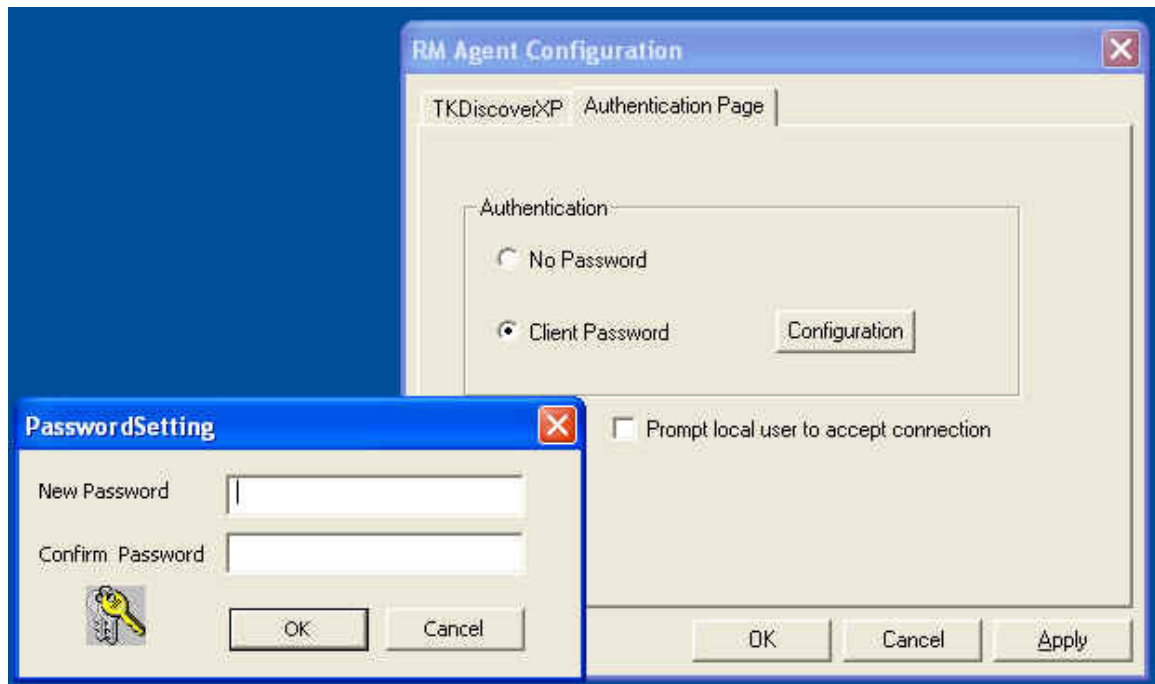 RM Agent Configuration
TKDiscoverXP Authentication Page
Authentication
No Password
Client Password Configuration
Prompt local user to accept connection
OK Cancel Apply
PasswordSetting
New Password
Confirm Password
OK Cancel